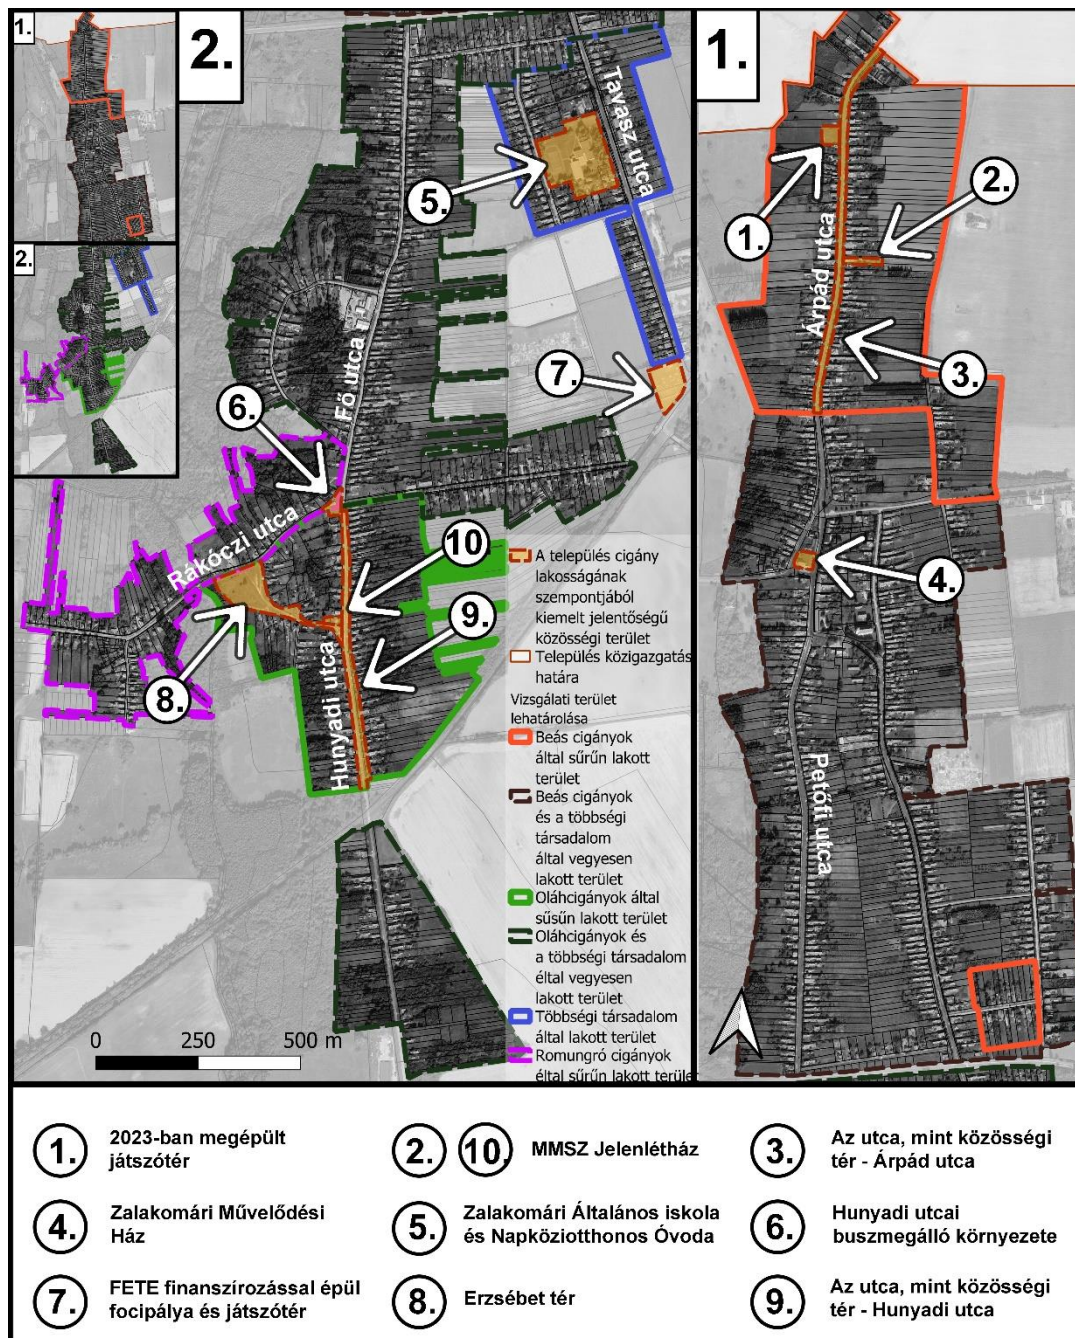 1.
2.
1.
2.
Tavasz utca
5.
Fő utca
7.
6.
Rákóczi utca
10
9.
8.
Hunyadi utca
1.
2.
Árpád utca
3.
4.
Petőfi utca
A település cigány
lakosságának
szempontjából
kiemelt jelentőségű
közösségi terület
Település közigazgatás
határa
Vizsgálati terület
lehatárolása
Beás cigányok
által sűrűn lakott
terület
Beás cigányok
és a többségi
társadalom
által vegyesen
lakott terület
Oláhcigányok által
sűsűn lakott terület
Oláhcigányok és
a többségi társadalom
éltal vegyesen
lakott terület
Többségi társadalom
által lakott terület
Romungró cigányok
éltal sűrűn lakott terület
0 250 500 m
1. 2023-ban megépült
játszótér
2. 10. MMSZ Jelenlétház
3. Az utca, mint közösségi
tér - Árpád utca
4. Zalakomári Művelődési
Ház
5. Zalakomári Általános iskola
és Napköziotthonos Óvoda
6. Hunyadi utcai
buszmegálló környezete
7. FETE finanszírozással épül
focipálya és játszótér
8. Erzsébet tér
9. Az utca, mint közösségi
tér - Hunyadi utca